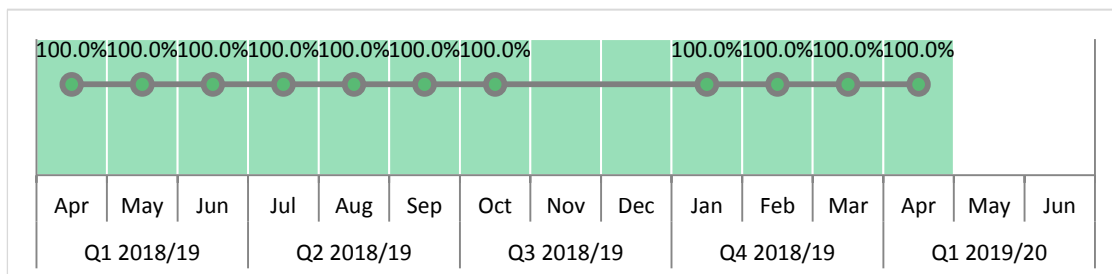 100.0% 100.0% 100.0% 100.0% 100.0% 100.0% 100.0% 100.0% 100.0% 100.0% 100.0%
Apr May Jun Jul Aug Sep Oct Nov Dec Jan Feb Mar Apr May Jun
Q1 2018/19 Q2 2018/19 Q3 2018/19 Q4 2018/19 Q1 2019/20